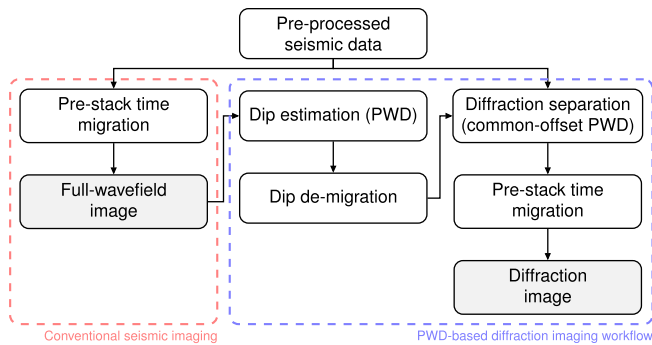 Pre-processed
seismic data
Pre-stack time
migration
Full-wavefield
image
Conventional seismic imaging
Dip estimation (PWD)
Dip de-migration
Diffraction separation
(common-offset PWD)
Pre-stack time
migration
Diffraction
image
PWD-based diffraction imaging workflow